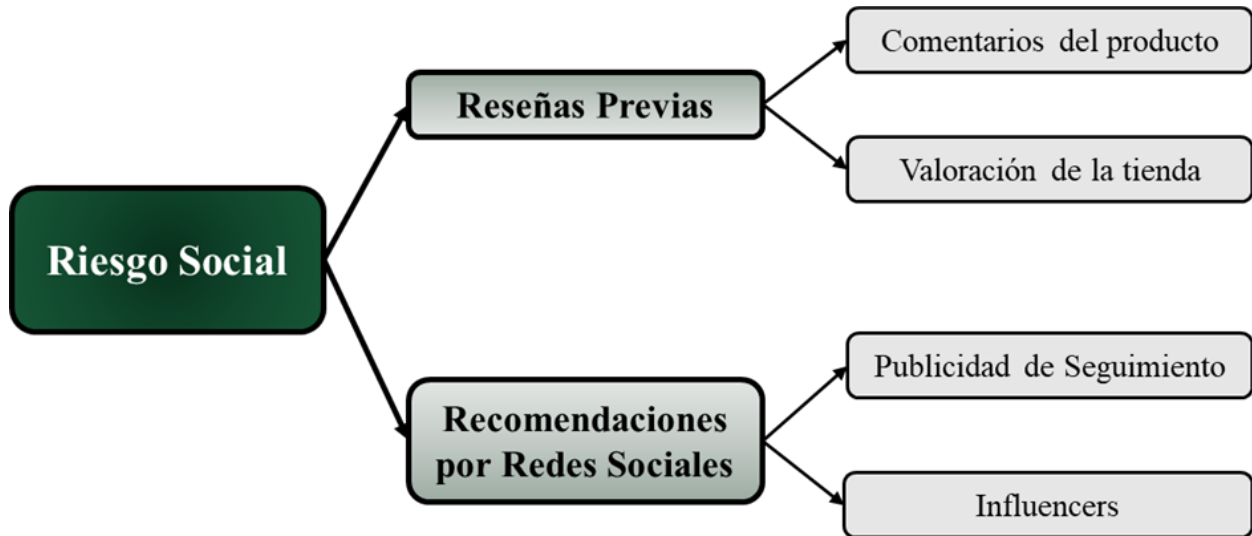 Riesgo Social
Reseñas Previas
Comentarios del producto
Valoración de la tienda
Recomendaciones
por Redes Sociales
Publicidad de Seguimiento
Influencers